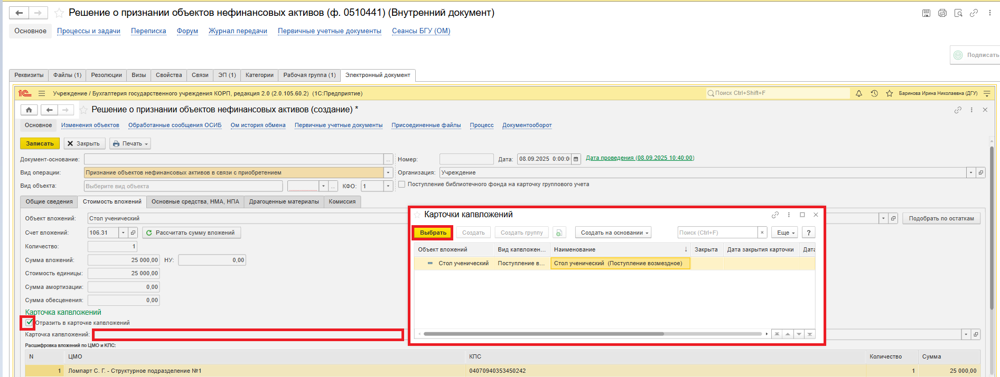 Решение о признании объектов нефинансовых активов (ф. 0510441) (Внутренний документ)
Основное Процессы и задачи Переписка Форум Журнал передачи Первичные учетные документы Сеансы БГУ (ОМ)
Подписать
Реквизиты Файлы (1) Резолюции Визы Свойства Связи ЭП (1) Категории Рабочая группа (1) Электронный документ
1С Учреждение / Бухгалтерия государственного учреждения КОРП, редакция 2.0 (2.0.105.60.2) (1С:Предприятие) Поиск Ctrl+Shift+F Баринова Ирина Николаевна (ДГУ)
Решение о признании объектов нефинансовых активов (создание) *
Основное Изменения объектов Обработанные сообщения ОСИБ Ом история обмена Первичные учетные документы Присоединенные файлы Процесс Документооборот
Записать Закрыть Печать
Документ-основание: ... Номер: Дата: 08.09.2025 0:00:0 Дата проведения (08.09.2025 10:40:00)
Вид операции: Признание объектов нефинансовых активов в связи с приобретением Организация: Учреждение
Вид объекта: Выберите вид объекта ... КФО: 1 Поступление библиотечного фонда на карточку группового учета
Общие сведения Стоимость вложений Основные средства, НМА, НПА Драгоценные материалы Комиссия
Объект вложений: Стол ученический Подобрать по остаткам
Счет вложений: 106.31 Рассчитать сумму вложений
Количество: 1
Сумма вложений: 25 000,00 НУ: 0,00
Стоимость единицы: 25 000,00
Сумма амортизации: 0,00
Сумма обесценения: 0,00
Карточка капвложений
Отразить в карточке капвложений
Карточка капвложений:
Расшифровка вложений по ЦМО и КПС:
N ЦМО КПС Количество Сумма
1 Ломпарт С. Г. - Структурное подразделение №1 04070940353450242 1 25 000,00
Карточки капвложений
Выбрать Создать Создать группу Создать на основании Поиск (Ctrl+F) × Еще ?
Объект вложений Вид капвложен... Наименование ↓ Закрыта Дата закрытия карточки Дата
Стол ученический Поступление в... Стол ученический (Поступление возмездное)